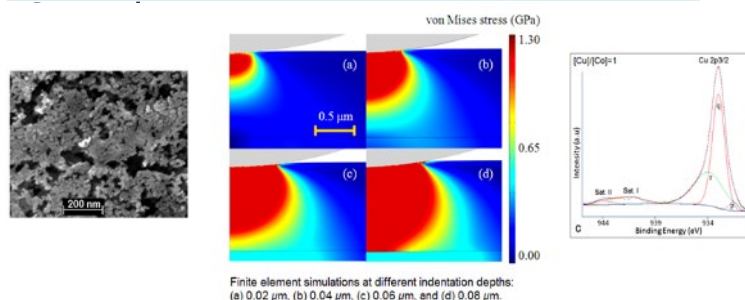 von Mises stress (GPa)
1.30
(a)
(b)
0.5 μm
0.65
(c)
(d)
0.00
200 nm
[Cu]/[Co]=1
Cu 2p3/2
Intensity (a.u)
Sat. II
Sat. I
944
939
934
C
Binding Energy (eV)
Finite element simulations at different indentation depths:
(a) 0.02 μm, (b) 0.04 μm, (c) 0.06 μm, and (d) 0.08 μm.